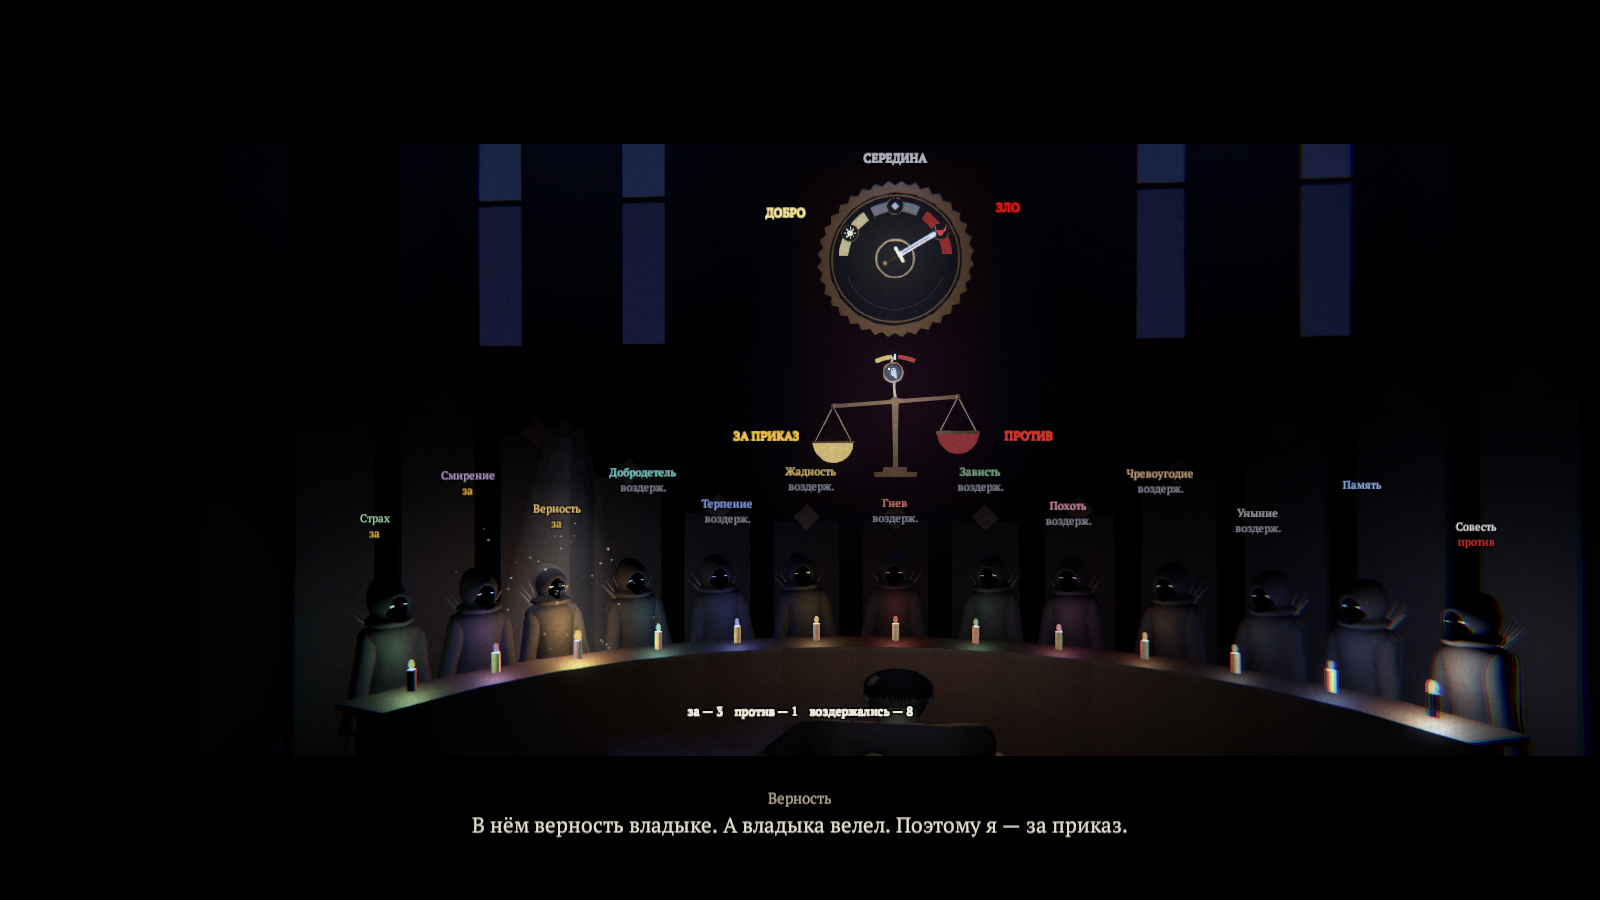 СЕРЕДИНА
ДОБРО
ЗЛО
ЗА ПРИКАЗ
ПРОТИВ
Страх
за
Смирение
за
Верность
за
Добродетель
воздерж.
Терпение
воздерж.
Жадность
воздерж.
Гнев
воздерж.
Зависть
воздерж.
Похоть
воздерж.
Чревоугодие
воздерж.
Уныние
воздерж.
Память
Совесть
против
за — 3 против — 1 воздержались — 8
Верность
В нём верность владыке. А владыка велел. Поэтому я — за приказ.